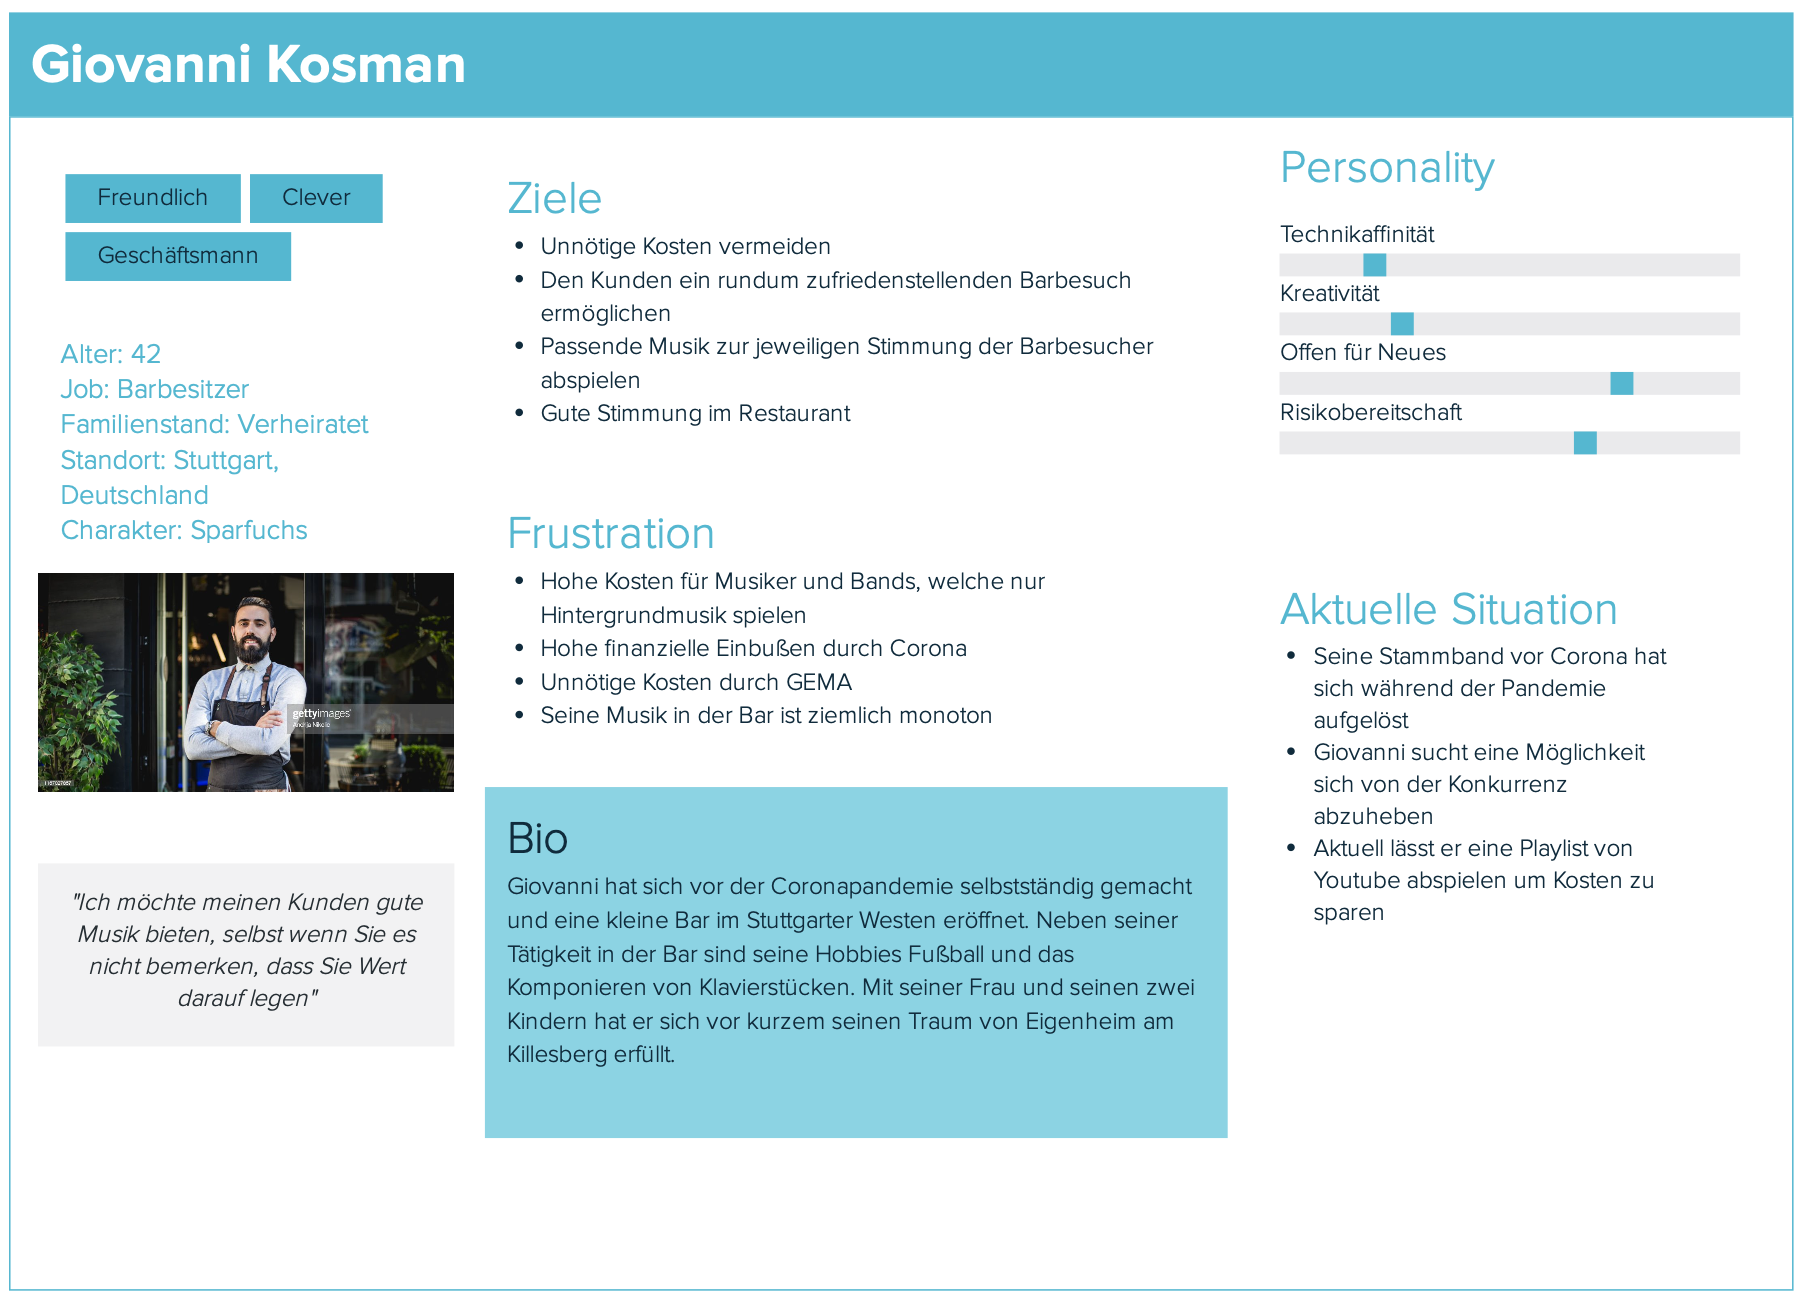 Giovanni Kosman
Freundlich
Clever
Geschäftsmann
Alter: 42
Job: Barbesitzer
Familienstand: Verheiratet
Standort: Stuttgart,
Deutschland
Charakter: Sparfuchs
gettyimages
Andrija Nikolic
1167027087
"Ich möchte meinen Kunden gute
Musik bieten, selbst wenn Sie es
nicht bemerken, dass Sie Wert
darauf legen"
Ziele
• Unnötige Kosten vermeiden
• Den Kunden ein rundum zufriedenstellenden Barbesuch
ermöglichen
• Passende Musik zur jeweiligen Stimmung der Barbesucher
abspielen
• Gute Stimmung im Restaurant
Frustration
• Hohe Kosten für Musiker und Bands, welche nur
Hintergrundmusik spielen
• Hohe finanzielle Einbußen durch Corona
• Unnötige Kosten durch GEMA
• Seine Musik in der Bar ist ziemlich monoton
Bio
Giovanni hat sich vor der Coronapandemie selbstständig gemacht
und eine kleine Bar im Stuttgarter Westen eröffnet. Neben seiner
Tätigkeit in der Bar sind seine Hobbies Fußball und das
Komponieren von Klavierstücken. Mit seiner Frau und seinen zwei
Kindern hat er sich vor kurzem seinen Traum von Eigenheim am
Killesberg erfüllt.
Personality
Technikaffinität
Kreativität
Offen für Neues
Risikobereitschaft
Aktuelle Situation
• Seine Stammband vor Corona hat
sich während der Pandemie
aufgelöst
• Giovanni sucht eine Möglichkeit
sich von der Konkurrenz
abzuheben
• Aktuell lässt er eine Playlist von
Youtube abspielen um Kosten zu
sparen